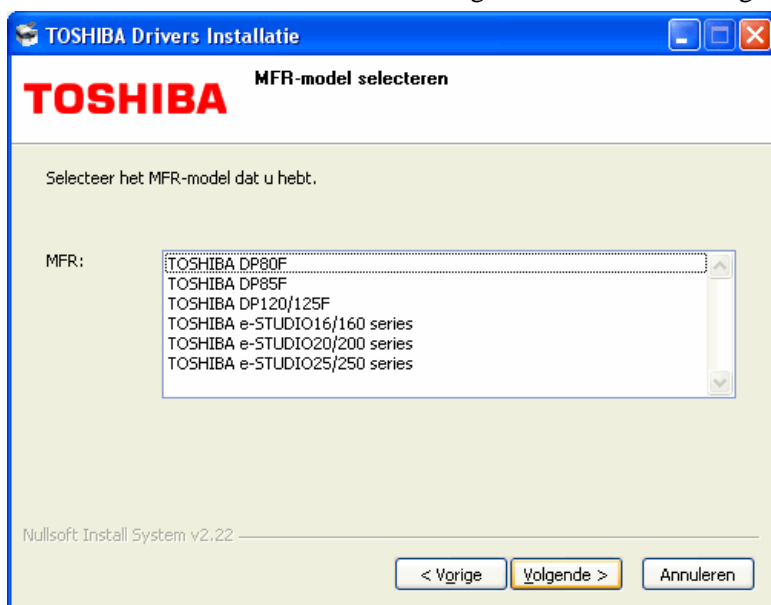 TOSHIBA Drivers Installatie
TOSHIBA
MFR-model selecteren
Selecteer het MFR-model dat u hebt.
MFR:
TOSHIBA DP80F
TOSHIBA DP85F
TOSHIBA DP120/125F
TOSHIBA e-STUDIO16/160 series
TOSHIBA e-STUDIO20/200 series
TOSHIBA e-STUDIO25/250 series
Nullsoft Install System v2.22
< Vorige Volgende > Annuleren